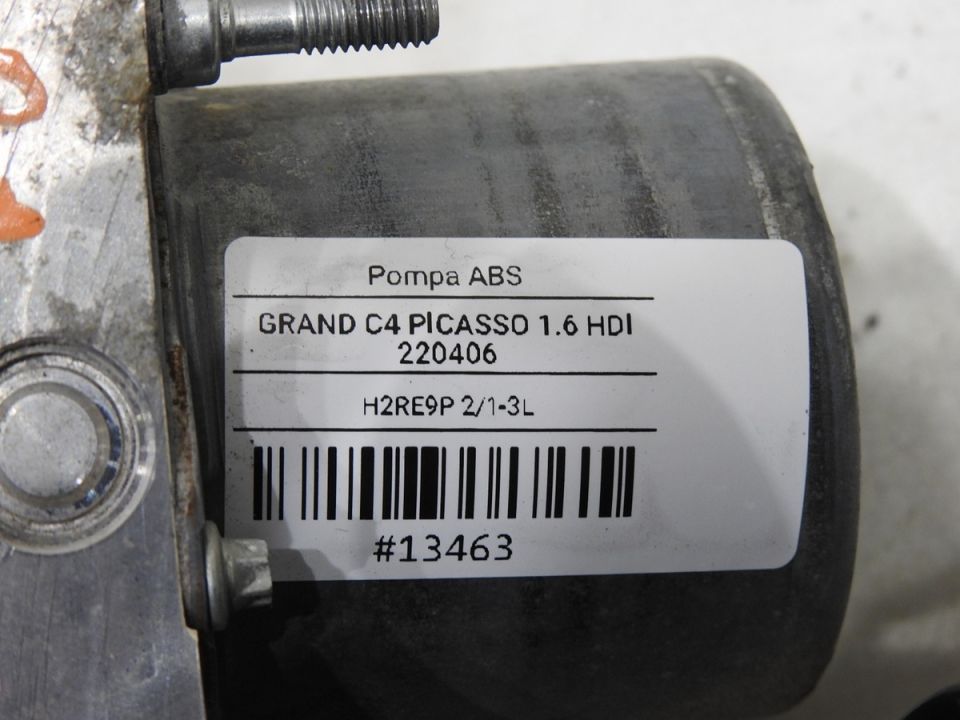 Pompa ABS
GRAND C4 PICASSO 1.6 HDI
220406
H2RE9P 2/1-3L
#13463